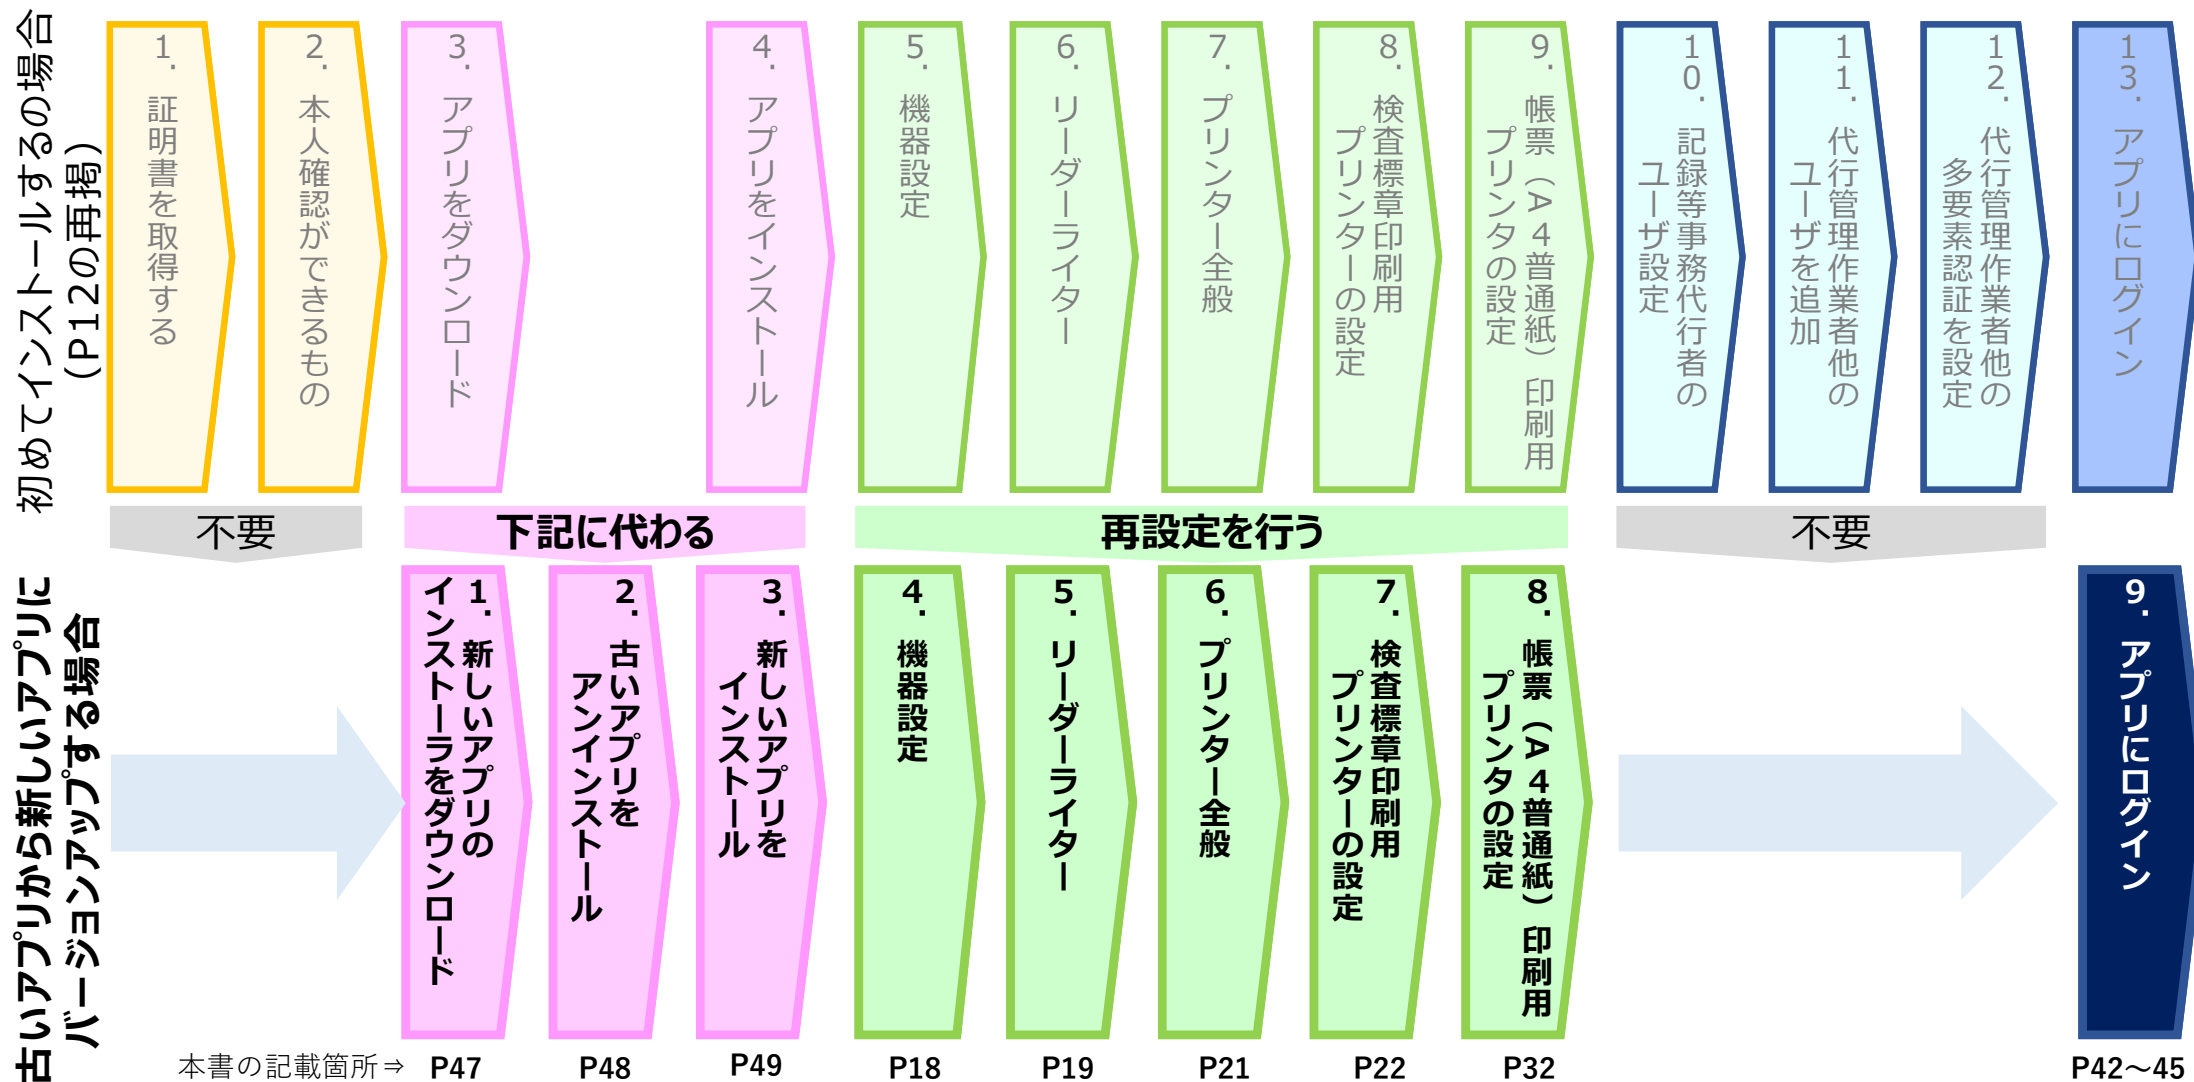 初めてインストールするの場合
(P12の再掲)
1.証明書を取得する
2.本人確認ができるもの
3.アプリをダウンロード
4.アプリをインストール
5.機器設定
6.リーダーライター
7.プリンター全般
8.検査標章印刷用
プリンターの設定
9.帳票(A4普通紙)印刷用
プリンタの設定
10.記録等事務代行者の
ユーザ設定
11.代行管理作業者他の
ユーザを追加
12.代行管理作業者他の
多要素認証を設定
13.アプリにログイン
不要
下記に代わる
再設定を行う
不要
古いアプリから新しいアプリに
バージョンアップする場合
1.新しいアプリの
インストーラをダウンロード
2.古いアプリを
アンインストール
3.新しいアプリを
インストール
4.機器設定
5.リーダーライター
6.プリンター全般
7.検査標章印刷用
プリンターの設定
8.帳票(A4普通紙)印刷用
プリンタの設定
9.アプリにログイン
本書の記載箇所⇒ P47 P48 P49 P18 P19 P21 P22 P32 P42~45